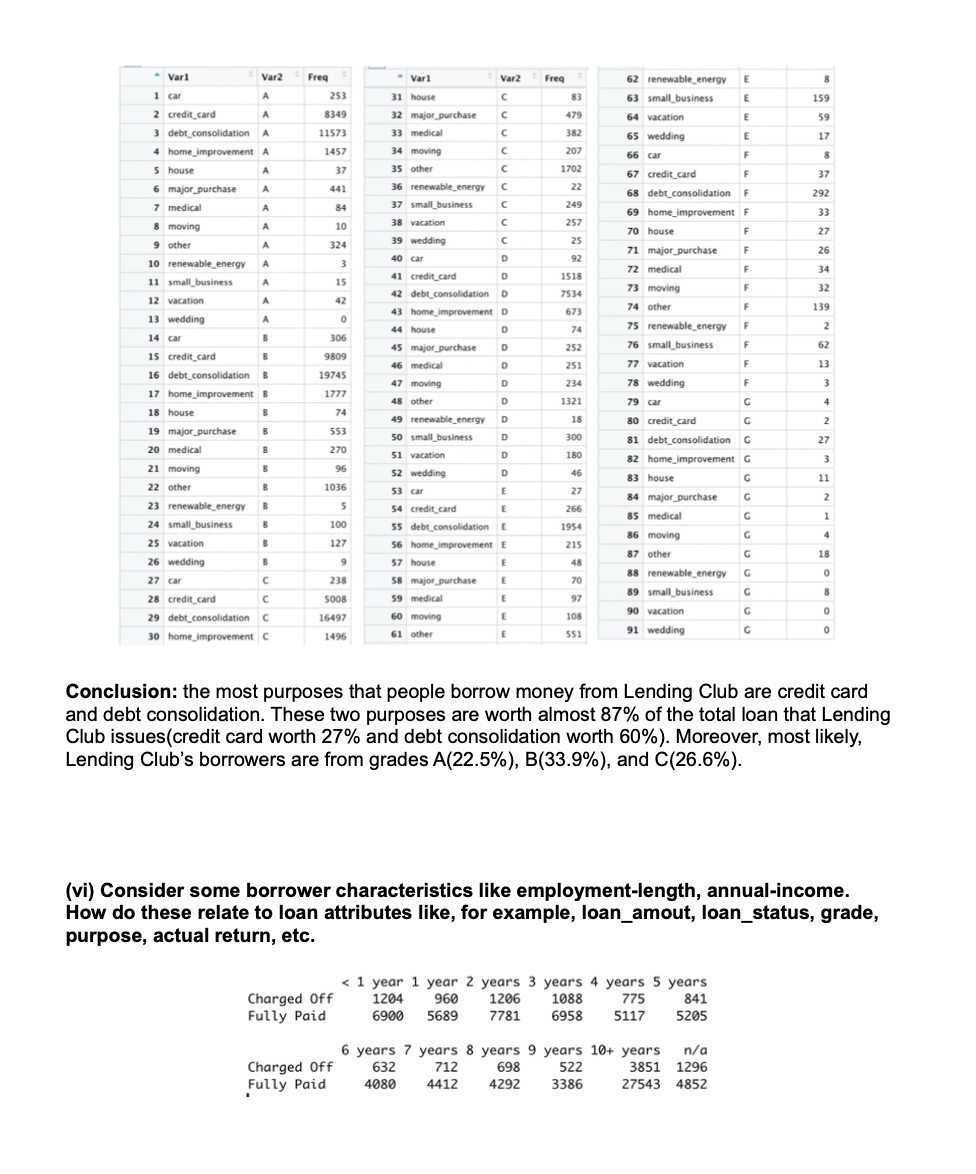 Var1 Var2 Freq
1 car A 253
2 credit_card A 8349
3 debt_consolidation A 11573
4 home_improvement A 1457
5 house A 37
6 major_purchase A 441
7 medical A 84
8 moving A 10
9 other A 324
10 renewable_energy A 3
11 small_business A 15
12 vacation A 42
13 wedding A 0
14 car B 306
15 credit_card B 9809
16 debt_consolidation B 19745
17 home_improvement B 1777
18 house B 74
19 major_purchase B 553
20 medical B 270
21 moving B 96
22 other B 1036
23 renewable_energy B 5
24 small_business B 100
25 vacation B 127
26 wedding B 9
27 car C 238
28 credit_card C 5008
29 debt_consolidation C 16497
30 home_improvement C 1496
Var1 Var2 Freq
31 house C 83
32 major_purchase C 479
33 medical C 382
34 moving C 207
35 other C 1702
36 renewable_energy C 22
37 small_business C 249
38 vacation C 257
39 wedding C 25
40 car D 92
41 credit_card D 1518
42 debt_consolidation D 7534
43 home_improvement D 673
44 house D 74
45 major_purchase D 252
46 medical D 251
47 moving D 234
48 other D 1321
49 renewable_energy D 18
50 small_business D 300
51 vacation D 180
52 wedding D 46
53 car E 27
54 credit_card E 266
55 debt_consolidation E 1954
56 home_improvement E 215
57 house E 48
58 major_purchase E 70
59 medical E 97
60 moving E 108
61 other E 551
62 renewable_energy E 8
63 small_business E 159
64 vacation E 59
65 wedding E 17
66 car F 8
67 credit_card F 37
68 debt_consolidation F 292
69 home_improvement F 33
70 house F 27
71 major_purchase F 26
72 medical F 34
73 moving F 32
74 other F 139
75 renewable_energy F 2
76 small_business F 62
77 vacation F 13
78 wedding F 3
79 car G 4
80 credit_card G 2
81 debt_consolidation G 27
82 home_improvement G 3
83 house G 11
84 major_purchase G 2
85 medical G 1
86 moving G 4
87 other G 18
88 renewable_energy G 0
89 small_business G 8
90 vacation G 0
91 wedding G 0
Conclusion: the most purposes that people borrow money from Lending Club are credit card
and debt consolidation. These two purposes are worth almost 87% of the total loan that Lending
Club issues(credit card worth 27% and debt consolidation worth 60%). Moreover, most likely,
Lending Club's borrowers are from grades A(22.5%), B(33.9%), and C(26.6%).
(vi) Consider some borrower characteristics like employment-length, annual-income.
How do these relate to loan attributes like, for example, loan_amout, loan_status, grade,
purpose, actual return, etc.
< 1 year 1 year 2 years 3 years 4 years 5 years
Charged Off 1204 960 1206 1088 775 841
Fully Paid 6900 5689 7781 6958 5117 5205
6 years 7 years 8 years 9 years 10+ years n/a
Charged Off 632 712 698 522 3851 1296
Fully Paid 4080 4412 4292 3386 27543 4852